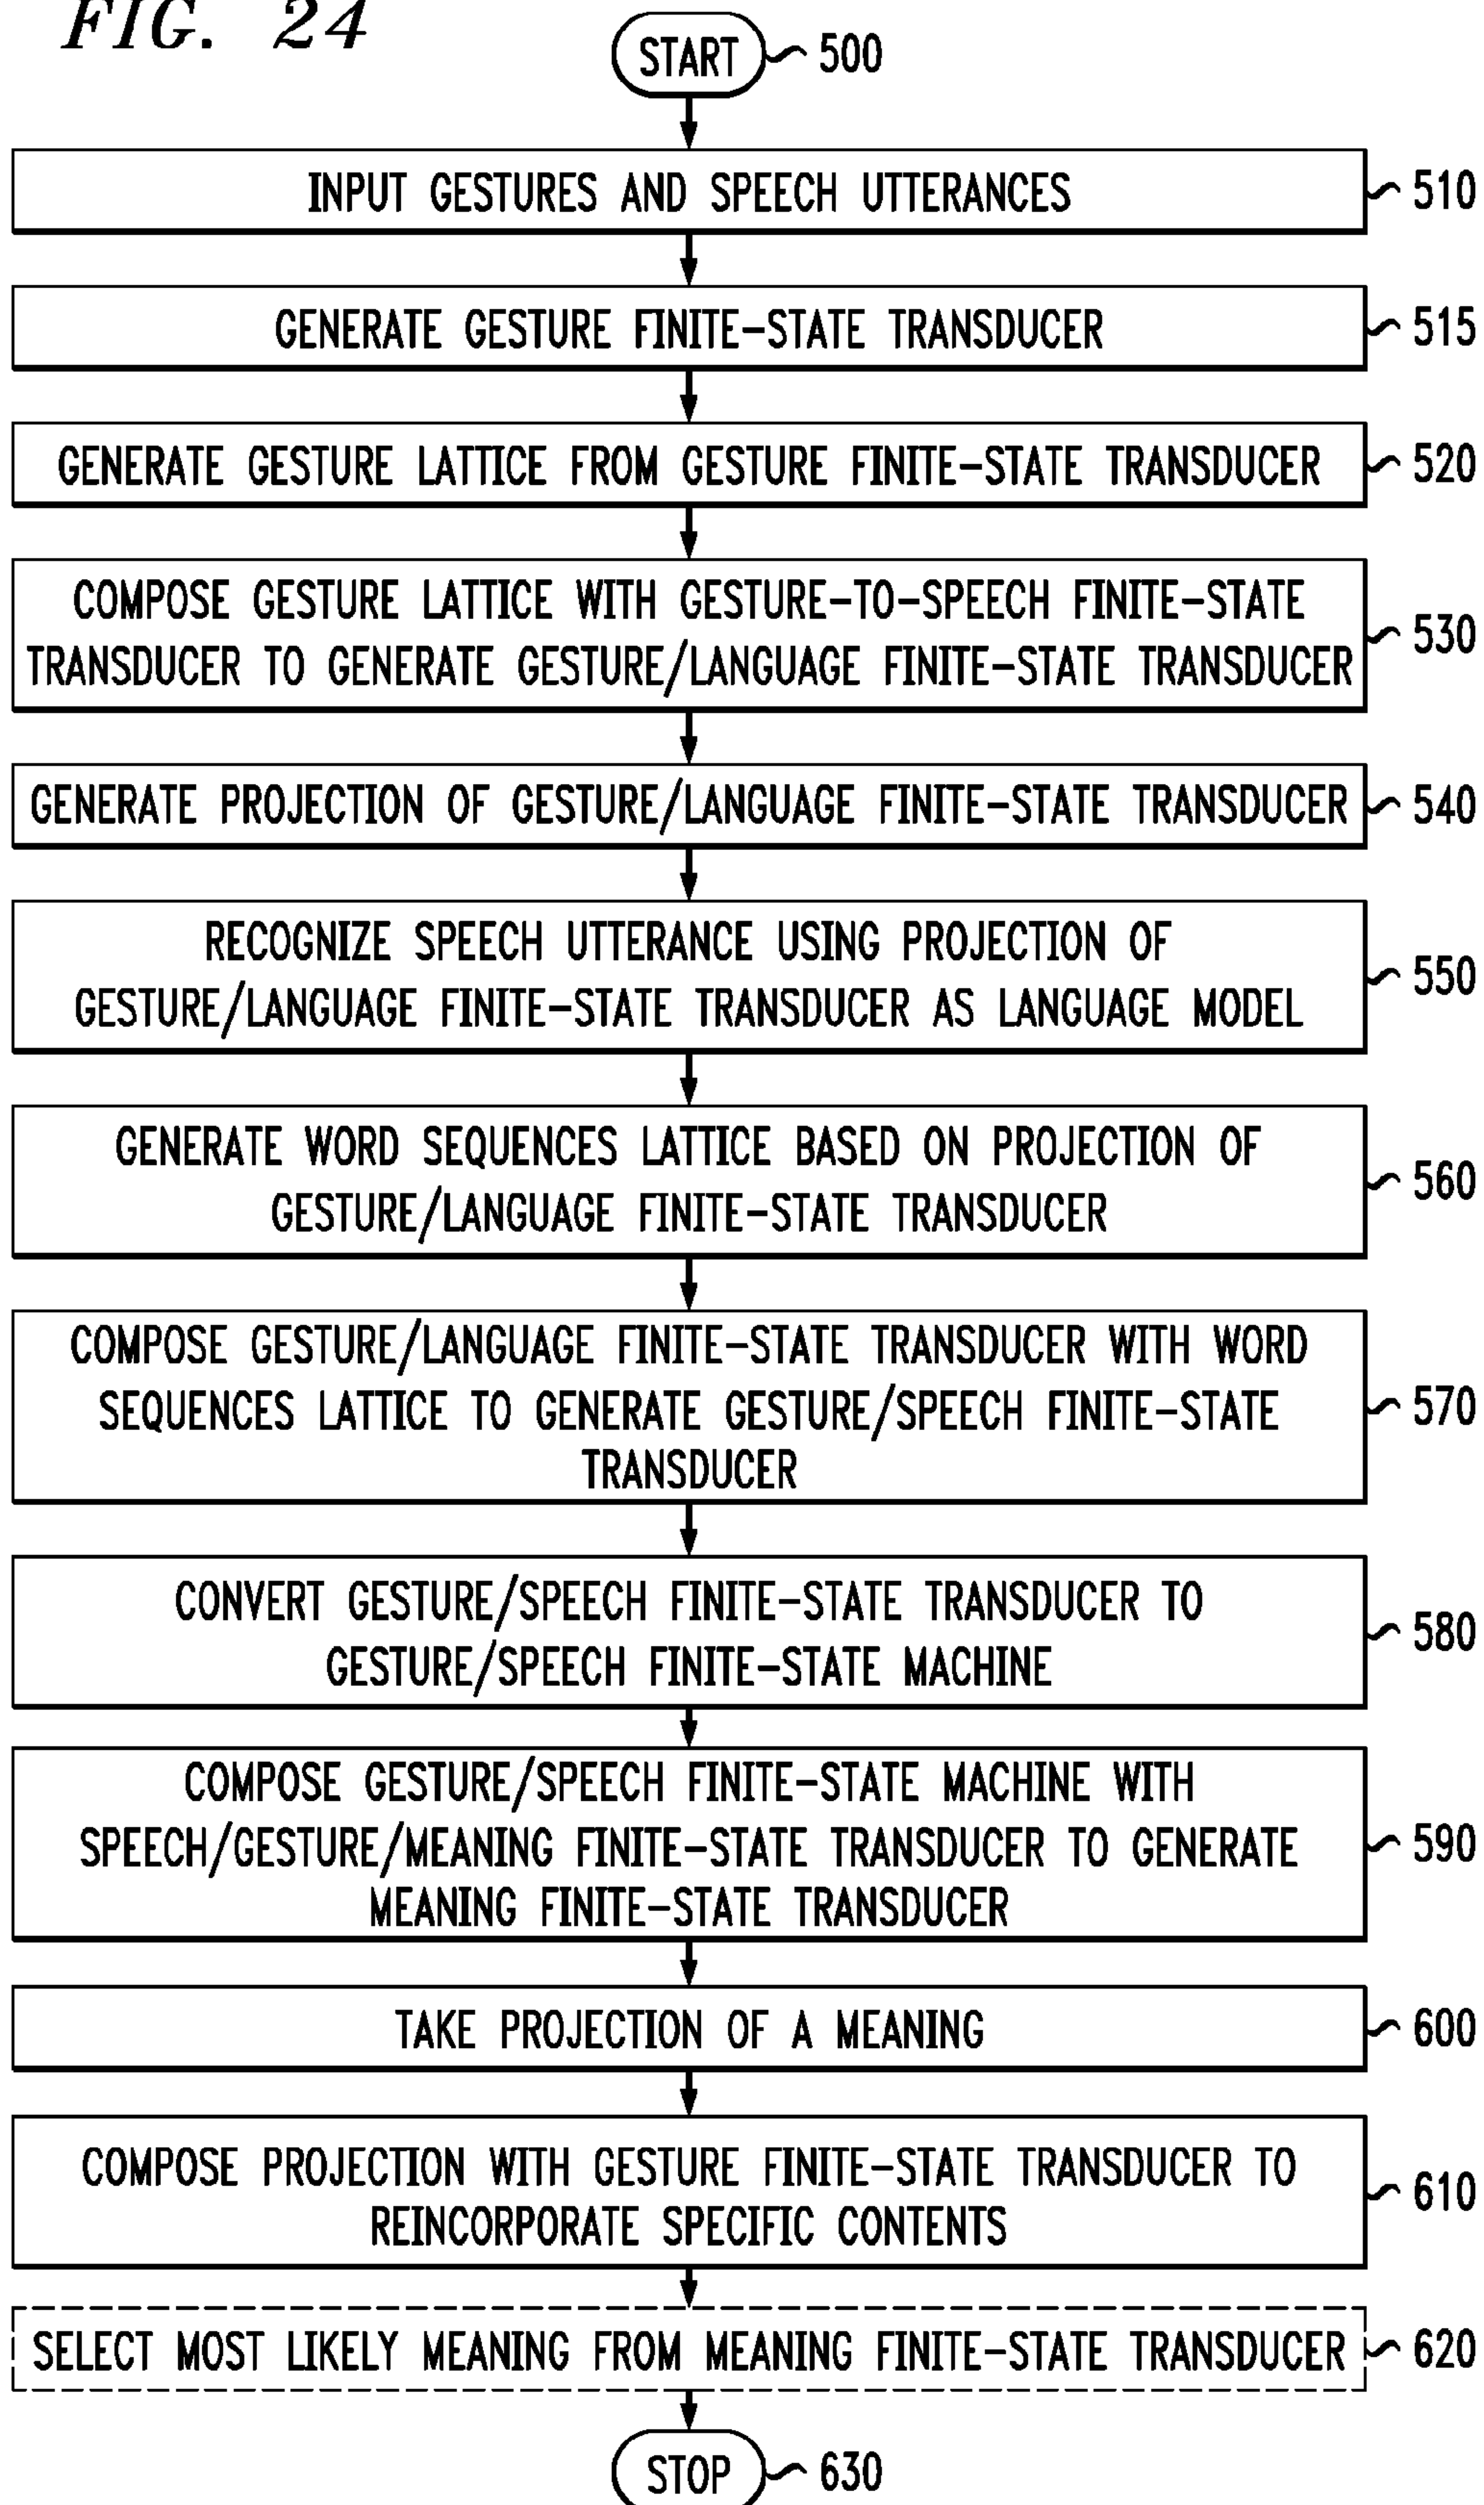 FIG. 24
START 500
INPUT GESTURES AND SPEECH UTTERANCES 510
GENERATE GESTURE FINITE-STATE TRANSDUCER 515
GENERATE GESTURE LATTICE FROM GESTURE FINITE-STATE TRANSDUCER 520
COMPOSE GESTURE LATTICE WITH GESTURE-TO-SPEECH FINITE-STATE
TRANSDUCER TO GENERATE GESTURE/LANGUAGE FINITE-STATE TRANSDUCER
530
GENERATE PROJECTION OF GESTURE/LANGUAGE FINITE-STATE TRANSDUCER 540
RECOGNIZE SPEECH UTTERANCE USING PROJECTION OF
GESTURE/LANGUAGE FINITE-STATE TRANSDUCER AS LANGUAGE MODEL
550
GENERATE WORD SEQUENCES LATTICE BASED ON PROJECTION OF
GESTURE/LANGUAGE FINITE-STATE TRANSDUCER
560
COMPOSE GESTURE/LANGUAGE FINITE-STATE TRANSDUCER WITH WORD
SEQUENCES LATTICE TO GENERATE GESTURE/SPEECH FINITE-STATE
TRANSDUCER
570
CONVERT GESTURE/SPEECH FINITE-STATE TRANSDUCER TO
GESTURE/SPEECH FINITE-STATE MACHINE
580
COMPOSE GESTURE/SPEECH FINITE-STATE MACHINE WITH
SPEECH/GESTURE/MEANING FINITE-STATE TRANSDUCER TO GENERATE
MEANING FINITE-STATE TRANSDUCER
590
TAKE PROJECTION OF A MEANING 600
COMPOSE PROJECTION WITH GESTURE FINITE-STATE TRANSDUCER TO
REINCORPORATE SPECIFIC CONTENTS
610
SELECT MOST LIKELY MEANING FROM MEANING FINITE-STATE TRANSDUCER 620
STOP 630